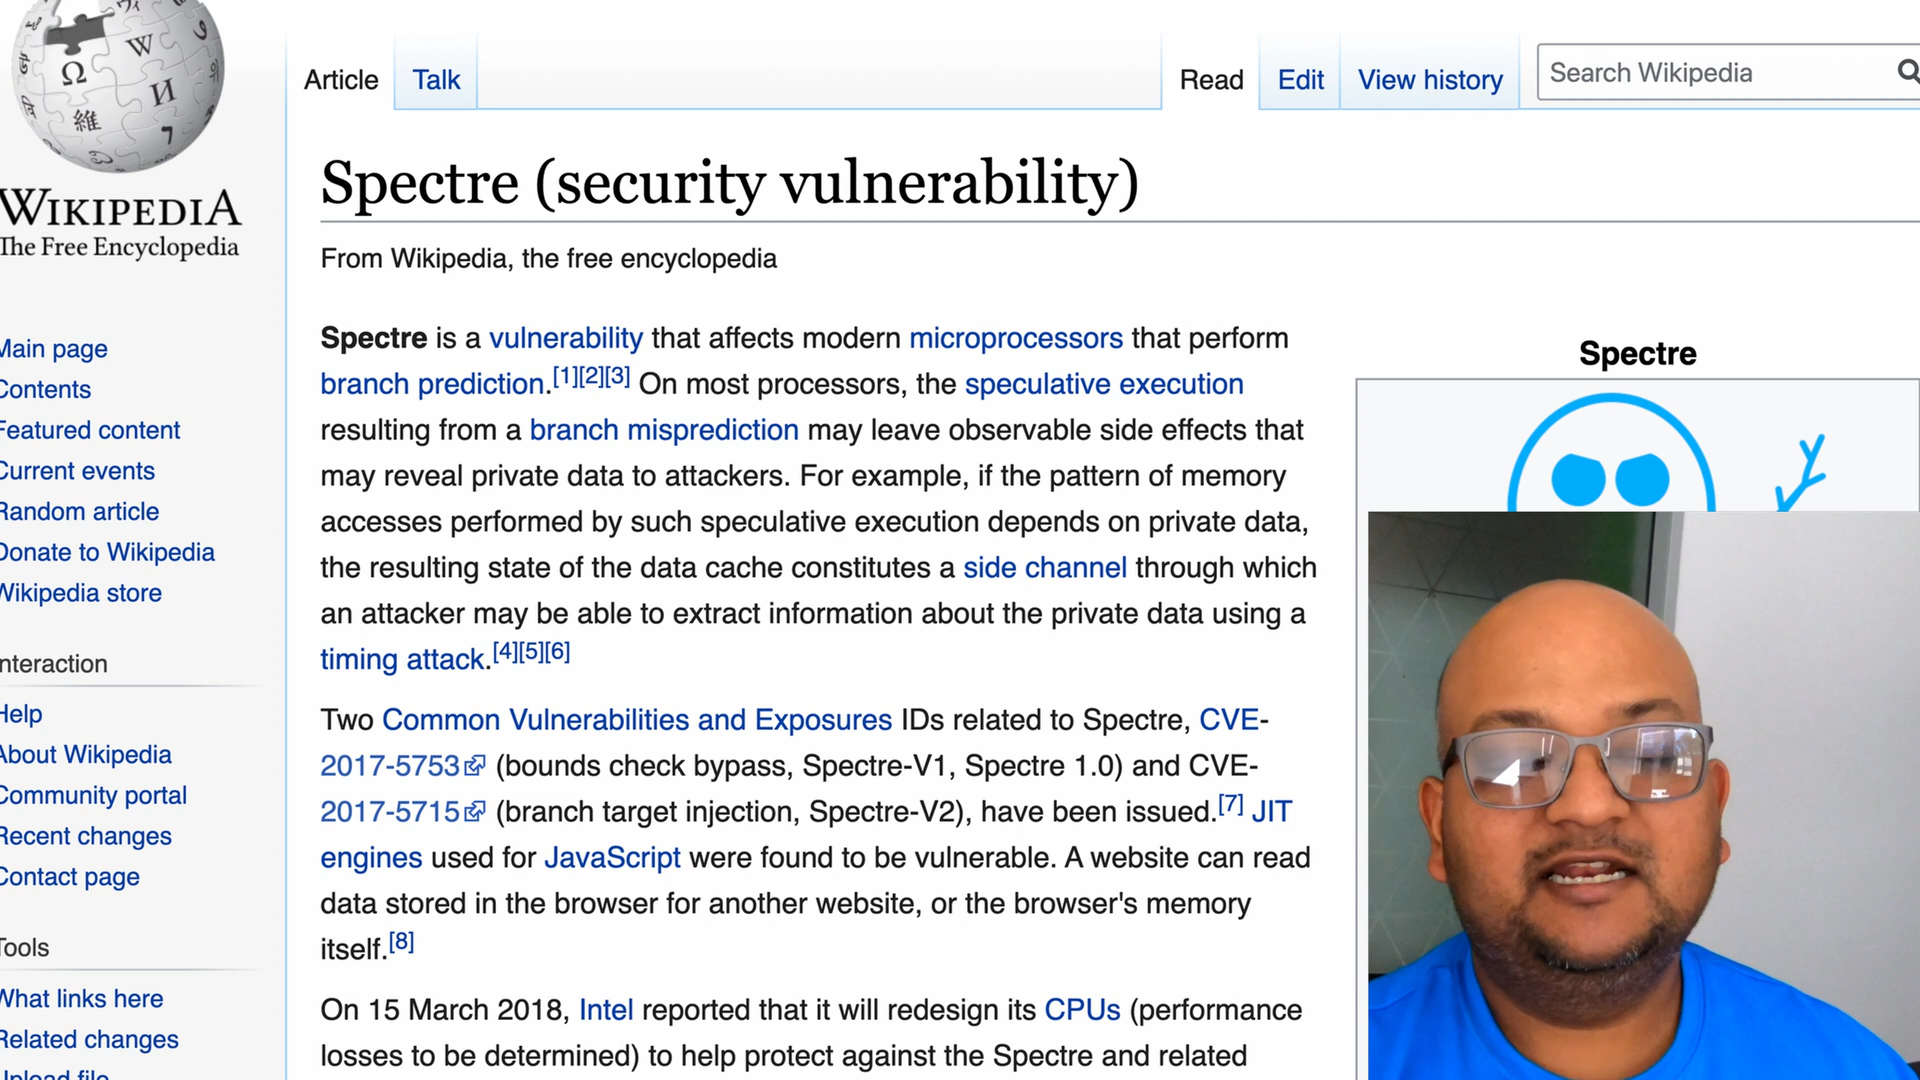 Ω
W
И
維
WIKIPEDIA
The Free Encyclopedia
Main page
Contents
Featured content
Current events
Random article
Donate to Wikipedia
Wikipedia store
Interaction
Help
About Wikipedia
Community portal
Recent changes
Contact page
Tools
What links here
Related changes
Upload file
Article Talk Read Edit View history Search Wikipedia
Spectre (security vulnerability)
From Wikipedia, the free encyclopedia
Spectre is a vulnerability that affects modern microprocessors that perform
branch prediction.[1][2][3] On most processors, the speculative execution
resulting from a branch misprediction may leave observable side effects that
may reveal private data to attackers. For example, if the pattern of memory
accesses performed by such speculative execution depends on private data,
the resulting state of the data cache constitutes a side channel through which
an attacker may be able to extract information about the private data using a
timing attack.[4][5][6]
Two Common Vulnerabilities and Exposures IDs related to Spectre, CVE-
2017-5753 (bounds check bypass, Spectre-V1, Spectre 1.0) and CVE-
2017-5715 (branch target injection, Spectre-V2), have been issued.[7] JIT
engines used for JavaScript were found to be vulnerable. A website can read
data stored in the browser for another website, or the browser's memory
itself.[8]
On 15 March 2018, Intel reported that it will redesign its CPUs (performance
losses to be determined) to help protect against the Spectre and related
Spectre